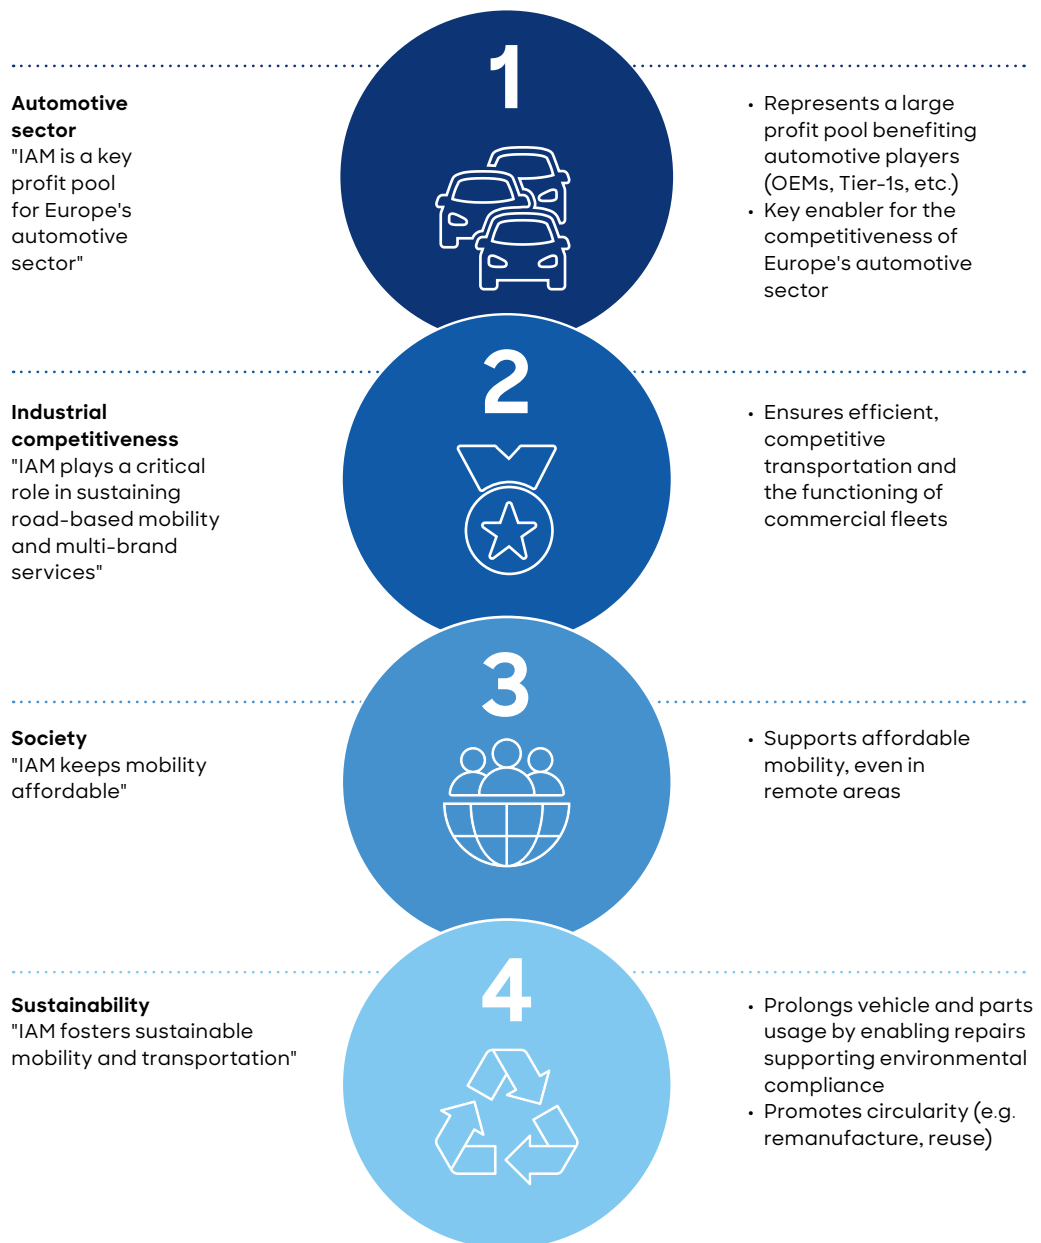 1
Automotive
sector
"IAM is a key
profit pool
for Europe's
automotive
sector"
• Represents a large
profit pool benefiting
automotive players
(OEMs, Tier-1s, etc.)
• Key enabler for the
competitiveness of
Europe's automotive
sector
2
Industrial
competitiveness
"IAM plays a critical
role in sustaining
road-based mobility
and multi-brand
services"
• Ensures efficient,
competitive
transportation and
the functioning of
commercial fleets
3
Society
"IAM keeps mobility
affordable"
• Supports affordable
mobility, even in
remote areas
4
Sustainability
"IAM fosters sustainable
mobility and transportation"
• Prolongs vehicle and parts
usage by enabling repairs
supporting environmental
compliance
• Promotes circularity (e.g.
remanufacture, reuse)